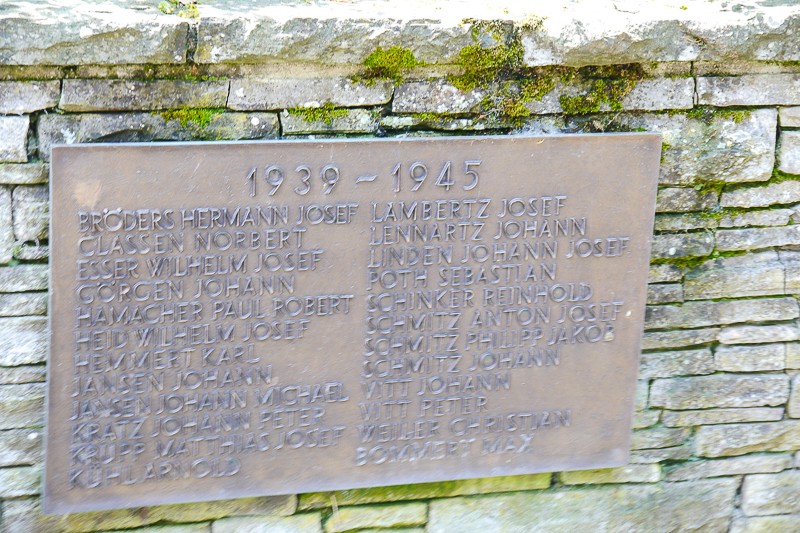 1939 - 1945
BRÖDERS HERMANN JOSEF
CLASSEN NORBERT
ESSER WILHELM JOSEF
GÖRGEN JOHANN
HAMACHER PAUL ROBERT
HEID WILHELM JOSEF
HEMMERT KARL
JANSEN JOHANN
JANSEN JOHANN MICHAEL
KRATZ JOHANN PETER
KRUPP MATTHIAS JOSEF
KÜHL ARNOLD
LAMBERTZ JOSEF
LENNARTZ JOHANN
LINDEN JOHANN JOSEF
POTH SEBASTIAN
SCHINKER REINHOLD
SCHMITZ ANTON JOSEF
SCHMITZ PHILIPP JAKOB
SCHMITZ JOHANN
VITT JOHANN
VITT PETER
WEILER CHRISTIAN
BOMMERT MAX